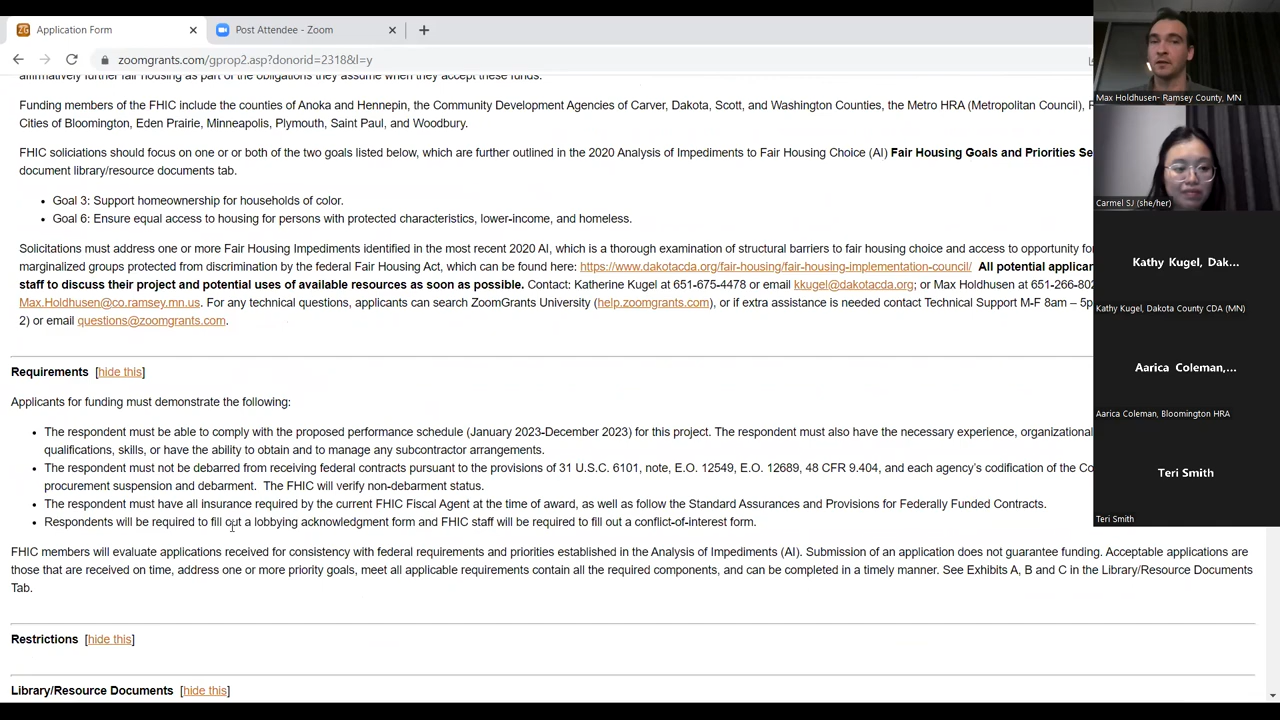 Application Form
Post Attendee - Zoom
zoomgrants.com/gprop2.asp?donorid=2318&l=y
affirmatively further fair housing as part of the obligations they assume when they accept these funds.
Funding members of the FHIC include the counties of Anoka and Hennepin, the Community Development Agencies of Carver, Dakota, Scott, and Washington Counties, the Metro HRA (Metropolitan Council),
Cities of Bloomington, Eden Prairie, Minneapolis, Plymouth, Saint Paul, and Woodbury.
FHIC soliciations should focus on one or or both of the two goals listed below, which are further outlined in the 2020 Analysis of Impediments to Fair Housing Choice (AI) Fair Housing Goals and Priorities Se
document library/resource documents tab.
• Goal 3: Support homeownership for households of color.
• Goal 6: Ensure equal access to housing for persons with protected characteristics, lower-income, and homeless.
Solicitations must address one or more Fair Housing Impediments identified in the most recent 2020 AI, which is a thorough examination of structural barriers to fair housing choice and access to opportunity for
marginalized groups protected from discrimination by the federal Fair Housing Act, which can be found here: https://www.dakotacda.org/fair-housing/fair-housing-implementation-council/ All potential applicar
staff to discuss their project and potential uses of available resources as soon as possible. Contact: Katherine Kugel at 651-675-4478 or email kkugel@dakotacda.org; or Max Holdhusen at 651-266-802
Max.Holdhusen@co.ramsey.mn.us. For any technical questions, applicants can search ZoomGrants University (help.zoomgrants.com), or if extra assistance is needed contact Technical Support M-F 8am – 5p
2) or email questions@zoomgrants.com.
Requirements [hide this]
Applicants for funding must demonstrate the following:
• The respondent must be able to comply with the proposed performance schedule (January 2023-December 2023) for this project. The respondent must also have the necessary experience, organizational
qualifications, skills, or have the ability to obtain and to manage any subcontractor arrangements.
• The respondent must not be debarred from receiving federal contracts pursuant to the provisions of 31 U.S.C. 6101, note, E.O. 12549, E.O. 12689, 48 CFR 9.404, and each agency's codification of the Co
procurement suspension and debarment. The FHIC will verify non-debarment status.
• The respondent must have all insurance required by the current FHIC Fiscal Agent at the time of award, as well as follow the Standard Assurances and Provisions for Federally Funded Contracts.
• Respondents will be required to fill out a lobbying acknowledgment form and FHIC staff will be required to fill out a conflict-of-interest form.
FHIC members will evaluate applications received for consistency with federal requirements and priorities established in the Analysis of Impediments (AI). Submission of an application does not guarantee funding. Acceptable applications are
those that are received on time, address one or more priority goals, meet all applicable requirements contain all the required components, and can be completed in a timely manner. See Exhibits A, B and C in the Library/Resource Documents
Tab.
Restrictions [hide this]
Library/Resource Documents [hide this]
Max Holdhusen- Ramsey County, MN
Carmel SJ (she/her)
Kathy Kugel, Dak...
Kathy Kugel, Dakota County CDA (MN)
Aarica Coleman,...
Aarica Coleman, Bloomington HRA
Teri Smith
Teri Smith